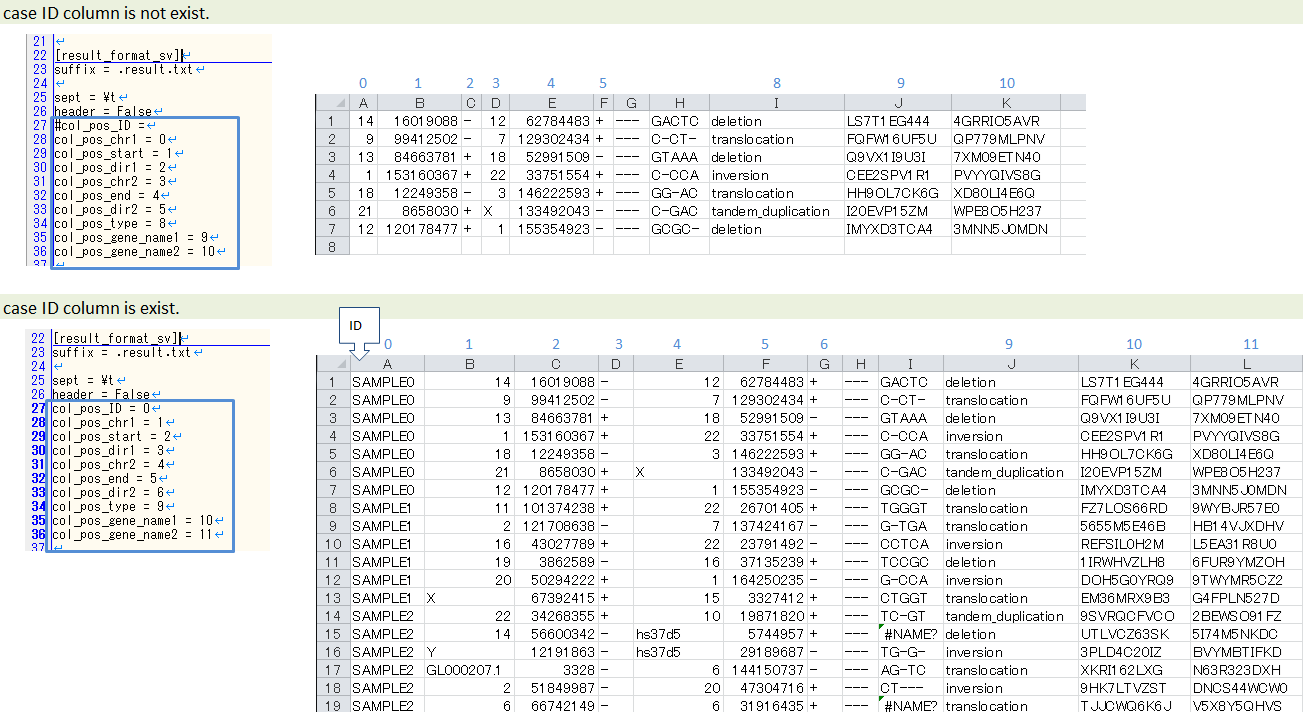 case ID column is not exist.
21
22 [result_format_sv]
23 suffix = .result.txt
24
25 sept = ¥t
26 header = False
27 #col_pos_ID =
28 col_pos_chr1 = 0
29 col_pos_start = 1
30 col_pos_dir1 = 2
31 col_pos_chr2 = 3
32 col_pos_end = 4
33 col_pos_dir2 = 5
34 col_pos_type = 8
35 col_pos_gene_name1 = 9
36 col_pos_gene_name2 = 10
37
0 1 2 3 4 5 8 9 10
A B C D E F G H I J K
1 14 16019088 - 12 62784483 + --- GACTC deletion LS7T1EG444 4GRRIO5AVR
2 9 99412502 - 7 129302434 + --- C-CT- translocation FQFW16UF5U QP779MLPNV
3 13 84663781 + 18 52991509 - --- GTAAA deletion Q9VX1I9U3I 7XM09ETN40
4 1 153160367 + 22 33751554 + --- C-CCA inversion CEE2SPV1R1 PVYYQIVS8G
5 18 12249358 - 3 146222593 + --- GG-AC translocation HH9OL7CK6G XD80LI4E6Q
6 21 8658030 + X 133492043 - --- C-GAC tandem_duplication I20EVP15ZM WPE8O5H237
7 12 120178477 + 1 155354923 - --- GCGC- deletion IMYXD3TCA4 3MNN5J0MDN
8
case ID column is exist.
22 [result_format_sv]
23 suffix = .result.txt
24
25 sept = ¥t
26 header = False
27 col_pos_ID = 0
28 col_pos_chr1 = 1
29 col_pos_start = 2
30 col_pos_dir1 = 3
31 col_pos_chr2 = 4
32 col_pos_end = 5
33 col_pos_dir2 = 6
34 col_pos_type = 9
35 col_pos_gene_name1 = 10
36 col_pos_gene_name2 = 11
37
ID
0 1 2 3 4 5 6 9 10 11
A B C D E F G H I J K L
1 SAMPLE0 14 16019088 - 12 62784483 + --- GACTC deletion LS7T1EG444 4GRRIO5AVR
2 SAMPLE0 9 99412502 - 7 129302434 + --- C-CT- translocation FQFW16UF5U QP779MLPNV
3 SAMPLE0 13 84663781 + 18 52991509 - --- GTAAA deletion Q9VX1I9U3I 7XM09ETN40
4 SAMPLE0 1 153160367 + 22 33751554 + --- C-CCA inversion CEE2SPV1R1 PVYYQIVS8G
5 SAMPLE0 18 12249358 - 3 146222593 + --- GG-AC translocation HH9OL7CK6G XD80LI4E6Q
6 SAMPLE0 21 8658030 + X 133492043 - --- C-GAC tandem_duplication I20EVP15ZM WPE8O5H237
7 SAMPLE0 12 120178477 + 1 155354923 - --- GCGC- deletion IMYXD3TCA4 3MNN5J0MDN
8 SAMPLE1 11 101374238 + 22 26701405 + --- TGGGT translocation FZ7LOS66RD 9WYBJR57E0
9 SAMPLE1 2 121708638 - 7 137424167 - --- G-TGA translocation 5655M5E46B HB14VJXDHV
10 SAMPLE1 16 43027789 + 22 23791492 - --- CCTCA inversion REFSIL0H2M L5EA31R8U0
11 SAMPLE1 19 3862589 - 16 37135239 + --- TCCGC deletion 1IRWHVZLH8 6FUR9YMZOH
12 SAMPLE1 20 50294222 + 1 164250235 - --- G-CCA inversion DOH5G0YRQ9 9TWYMR5CZ2
13 SAMPLE1 X 67392415 + 15 3327412 + --- CTGGT translocation EM36MRX9B3 G4FPLN527D
14 SAMPLE2 22 34268355 + 10 19871820 + --- TC-GT tandem_duplication 9SVRQCFVCO 2BEWSO91FZ
15 SAMPLE2 14 56600342 - hs37d5 5744957 + --- #NAME? deletion UTLVCZ63SK 5I74M5NKDC
16 SAMPLE2 Y 12191863 - hs37d5 29189687 - --- TG-G- inversion 3PLD4C20IZ BVYMBTIFKD
17 SAMPLE2 GL000207.1 3328 - 6 144150737 - --- AG-TC translocation XKRI162LXG N63R323DXH
18 SAMPLE2 2 51849987 - 20 47304716 + --- CT--- inversion 9HK7LTVZST DNCS44WCW0
19 SAMPLE2 6 66742149 - 6 31916435 + --- #NAME? translocation TJJCWQ6K6J V5X8Y5QHVS